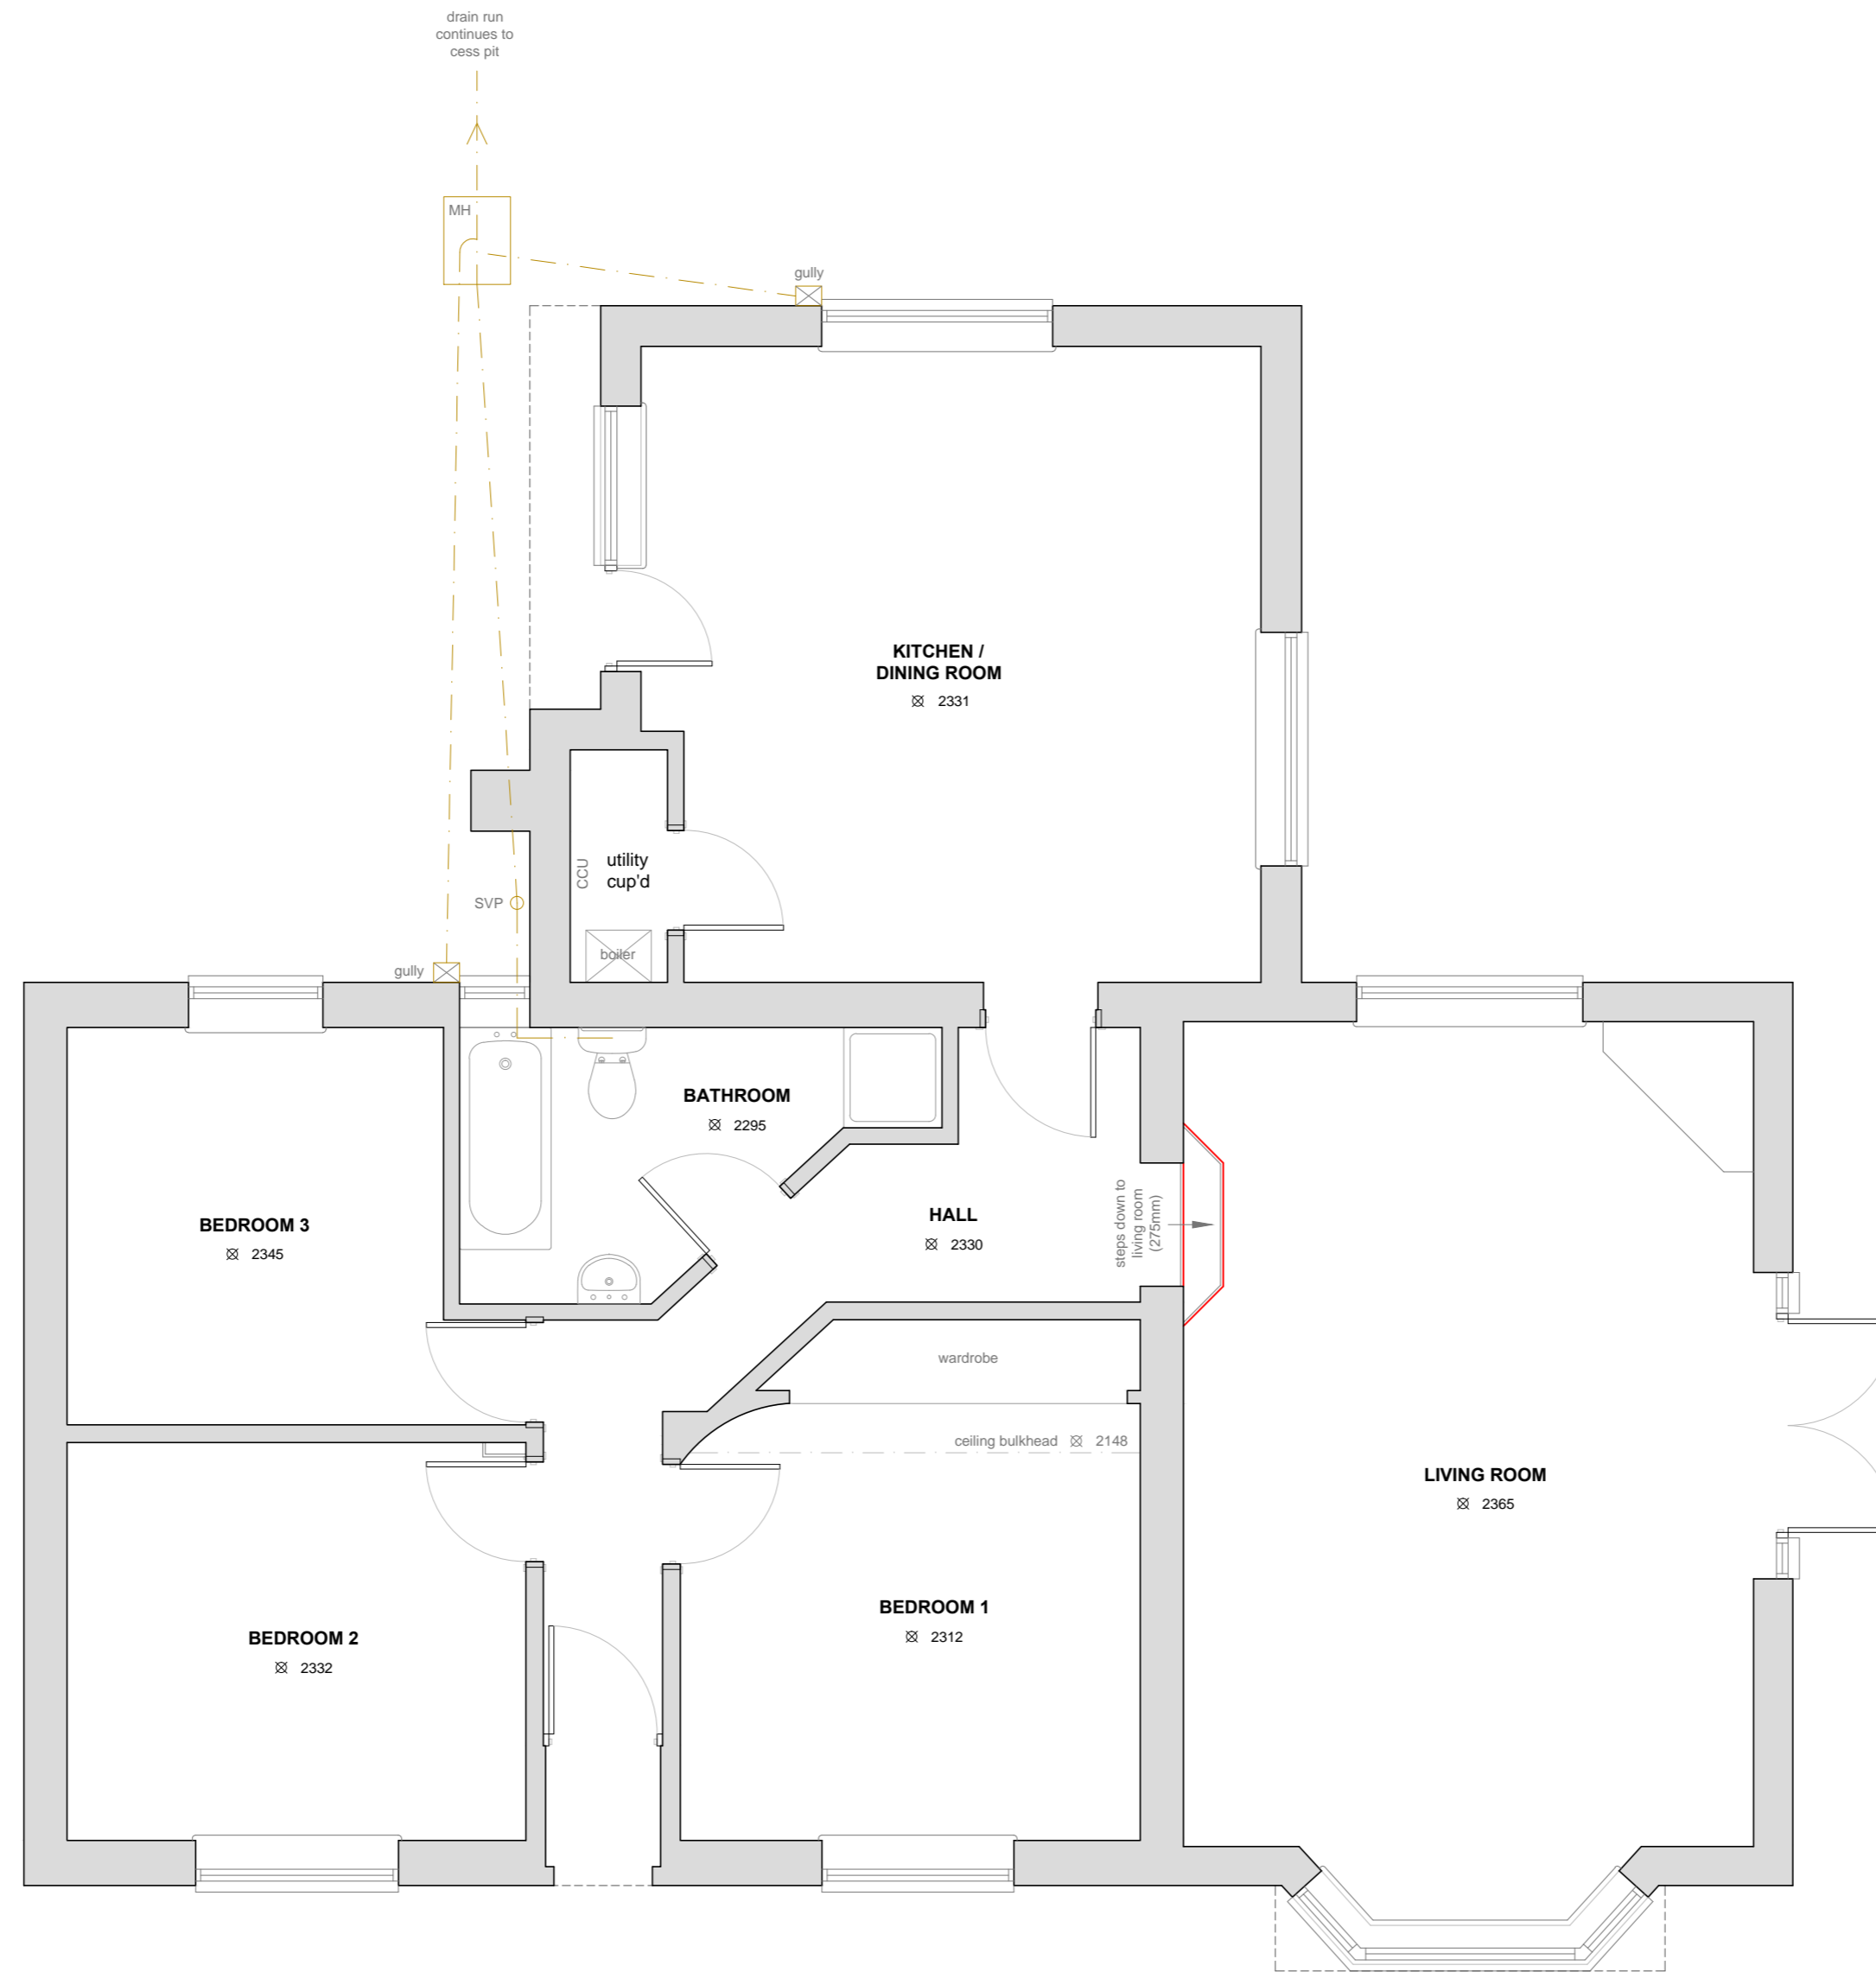 drain run
continues to
cess pit
MH
gully
KITCHEN /
DINING ROOM
2331
CCU
utility
cup'd
SVP
boiler
gully
BATHROOM
2295
BEDROOM 3
2345
HALL
2330
steps down to
living room
(275mm)
wardrobe
ceiling bulkhead 2148
LIVING ROOM
2365
BEDROOM 1
2312
BEDROOM 2
2332